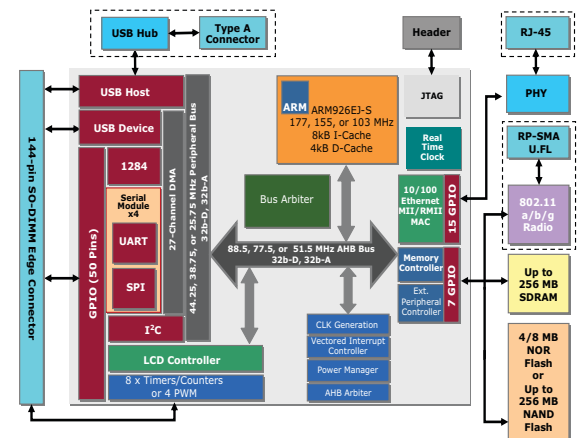 USB Hub
Type A
Connector
Header
RJ-45
USB Host
USB Device
ARM
ARM926EJ-S
177, 155, or 103 MHz
8kB I-Cache
4kB D-Cache
JTAG
PHY
Real
Time
Clock
RP-SMA
U.FL
144-pin SO-DIMM Edge Connector
GPIO (50 Pins)
1284
Serial
Module
x4
UART
SPI
I²C
27-Channel DMA
44.25, 38.75, or 25.75 MHz Peripheral Bus
32b-D, 32b-A
Bus Arbiter
10/100
Ethernet
MII/RMII
MAC
15 GPIO
802.11
a/b/g
Radio
88.5, 77.5, or 51.5 MHz AHB Bus
32b-D, 32b-A
Memory
Controller
Ext.
Peripheral
Controller
7 GPIO
Up to
256 MB
SDRAM
LCD Controller
8 x Timers/Counters
or 4 PWM
CLK Generation
Vectored Interrupt
Controller
Power Manager
AHB Arbiter
4/8 MB
NOR
Flash
or
Up to
256 MB
NAND
Flash